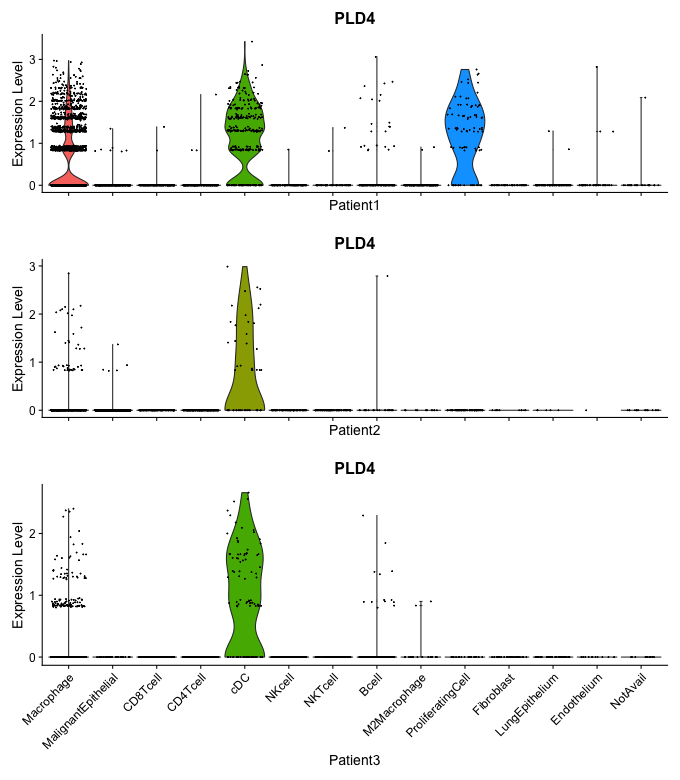 PLD4
Expression Level
3
2
1
0
Patient1
PLD4
Expression Level
3
2
1
0
Patient2
PLD4
Expression Level
2
1
0
Macrophage
MalignantEpithelial
CD8Tcell
CD4Tcell
cDC
NKcell
NKTcell
Bcell
M2Macrophage
ProliferatingCell
Fibroblast
LungEpithelium
Endothelium
NotAvail
Patient3